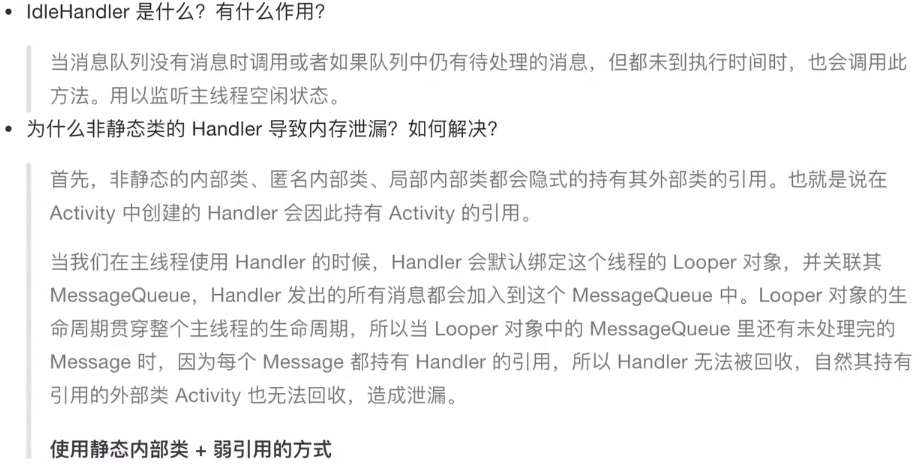 IdleHandler 是什么？有什么作用？
当消息队列没有消息时调用或者如果队列中仍有待处理的消息，但都未到执行时间时，也会调用此
方法。用以监听主线程空闲状态。
为什么非静态类的 Handler 导致内存泄漏？如何解决？
首先，非静态的内部类、匿名内部类、局部内部类都会隐式的持有其外部类的引用。也就是说在
Activity 中创建的 Handler 会因此持有 Activity 的引用。
当我们在主线程使用 Handler 的时候，Handler 会默认绑定这个线程的 Looper 对象，并关联其
MessageQueue，Handler 发出的所有消息都会加入到这个 MessageQueue 中。Looper 对象的生
命周期贯穿整个主线程的生命周期，所以当 Looper 对象中的 MessageQueue 里还有未处理完的
Message 时，因为每个 Message 都持有 Handler 的引用，所以 Handler 无法被回收，自然其持有
引用的外部类 Activity 也无法回收，造成泄漏。
使用静态内部类 + 弱引用的方式